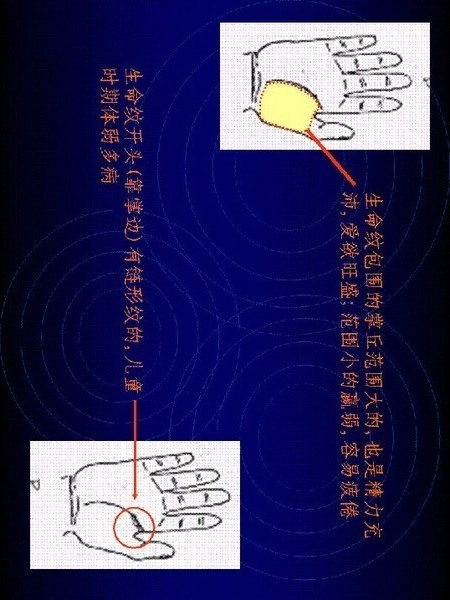 生命纹包围的掌丘范围大的,也是精力充
沛,爱欲旺盛;范围小的羸弱,容易疲倦
生命纹开头(靠掌边)有链形纹的,儿童
时期体弱多病